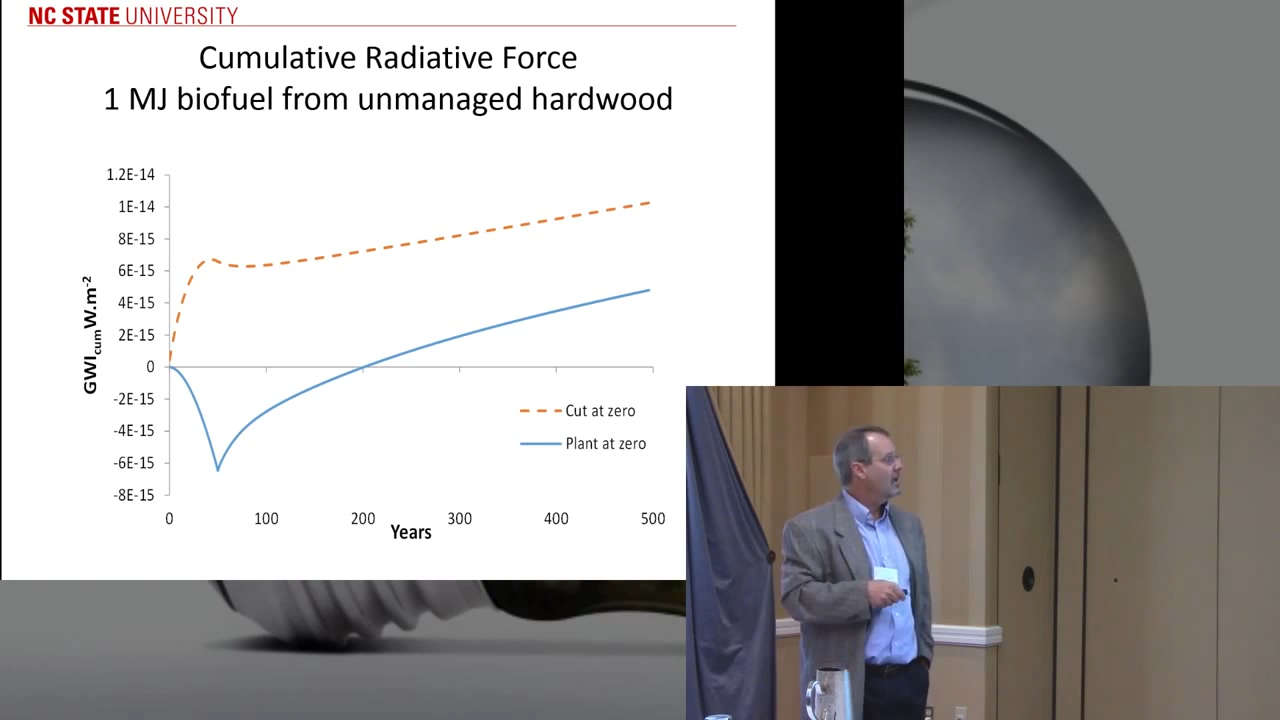 NC STATE UNIVERSITY
Cumulative Radiative Force
1 MJ biofuel from unmanaged hardwood
1.2E-14
1E-14
8E-15
6E-15
4E-15
2E-15
0
-2E-15
-4E-15
-6E-15
-8E-15
GWIcumW.m-2
0 100 200 300 400 500
Years
Cut at zero
Plant at zero